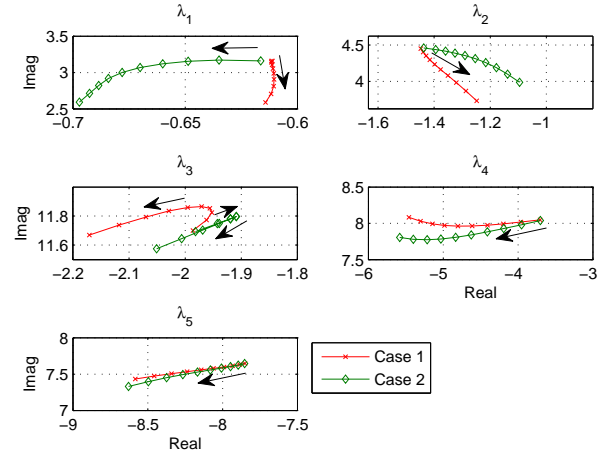 λ1
λ2
3.5
3
2.5
Imag
−0.7 −0.65 −0.6
4.5
4
−1.6 −1.4 −1.2 −1
λ3
λ4
11.8
11.6
Imag
−2.2 −2.1 −2 −1.9 −1.8
8.5
8
7.5
−6 −5 −4 −3
Real
λ5
8
7.5
7
Imag
−9 −8.5 −8 −7.5
Real
Case 1
Case 2